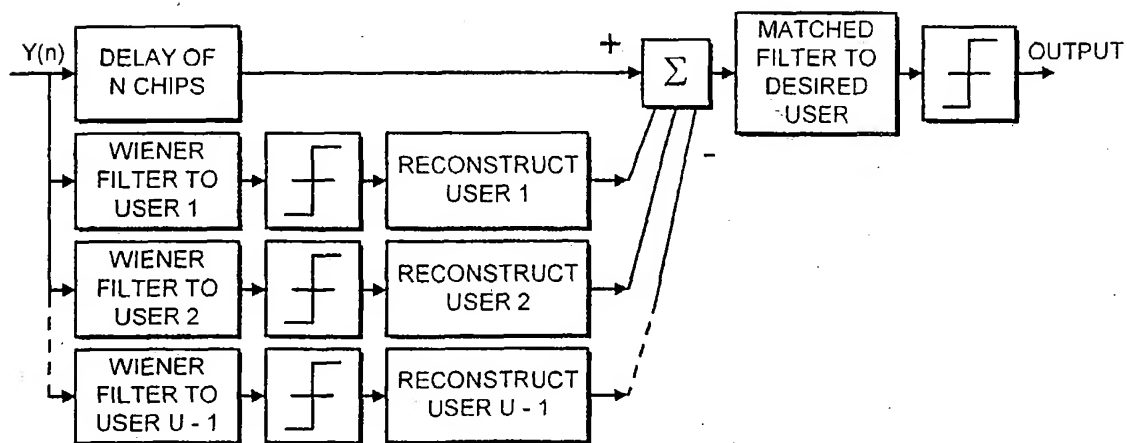 Y(n)
DELAY OF
N CHIPS
+
Σ
MATCHED
FILTER TO
DESIRED
USER
OUTPUT
-
WIENER
FILTER TO
USER 1
RECONSTRUCT
USER 1
WIENER
FILTER TO
USER 2
RECONSTRUCT
USER 2
WIENER
FILTER TO
USER U - 1
RECONSTRUCT
USER U - 1